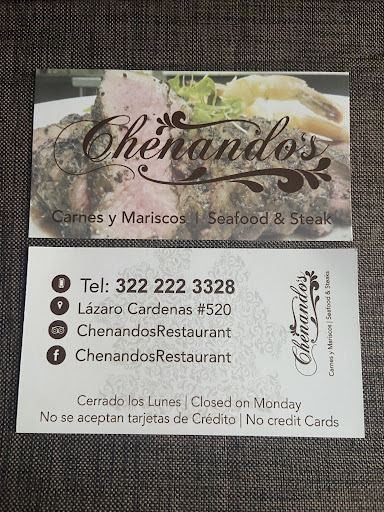 Chenando's
Carnes y Mariscos | Seafood & Steak
Tel: 322 222 3328
Lázaro Cardenas #520
ChenandosRestaurant
f ChenandosRestaurant
Chenando's
Carnes y Mariscos | Seafood & Steaks
Cerrado los Lunes | Closed on Monday
No se aceptan tarjetas de Crédito | No credit Cards